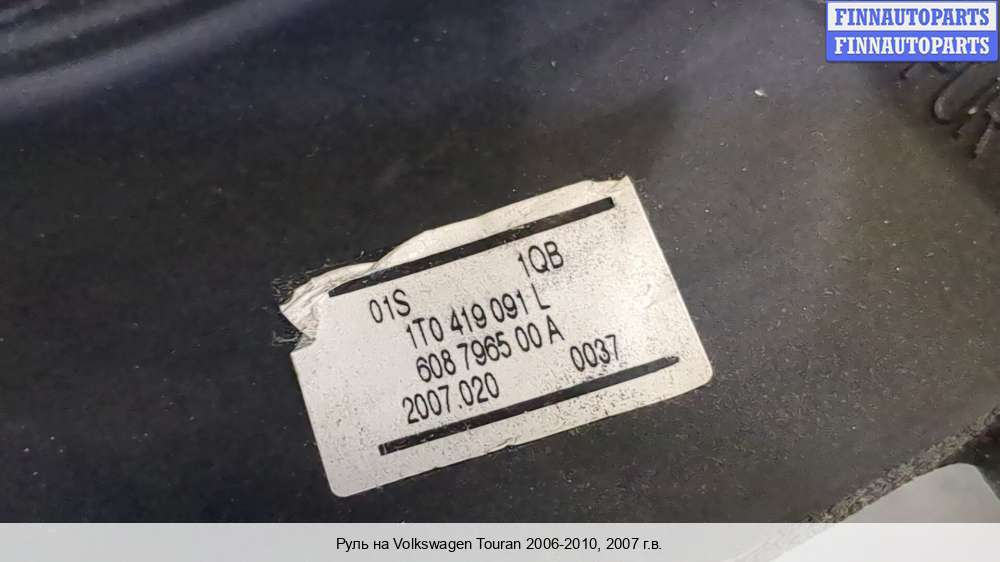 FINNAUTOPARTS
FINNAUTOPARTS
01S 1QB
1T0 419 091 L
608 7965 00 A
2007.020 0037
Руль на Volkswagen Touran 2006-2010, 2007 г.в.